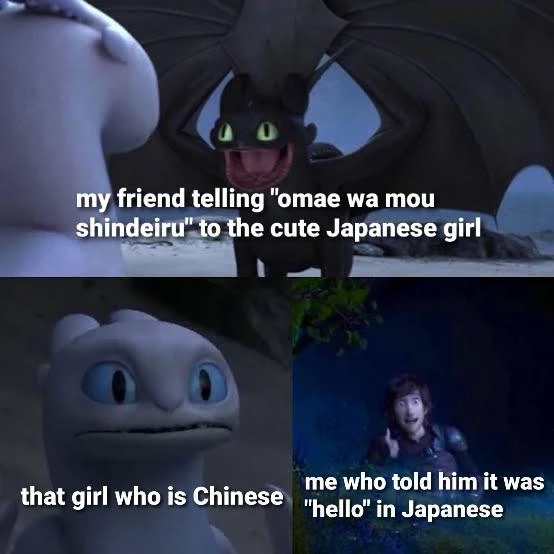 my friend telling "omae wa mou
shindeiru" to the cute Japanese girl
that girl who is Chinese
me who told him it was
"hello" in Japanese